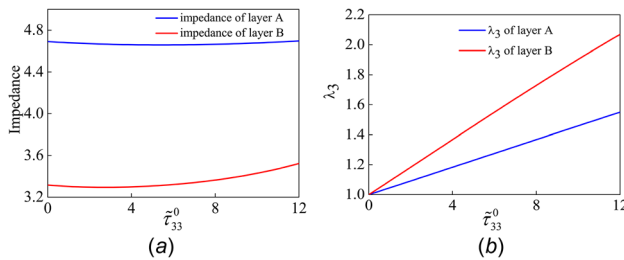 impedance of layer A
impedance of layer B
Impedance
4.8
4.0
3.6
3.2
0
4
8
12
τ̃⁰₃₃
(a)
λ₃ of layer A
λ₃ of layer B
λ₃
2.2
2.0
1.8
1.6
1.4
1.2
1.0
0
4
8
12
τ̃⁰₃₃
(b)